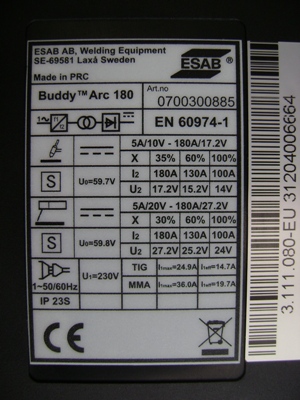 ESAB AB, Welding Equipment
SE-69581 Laxå Sweden
ESAB
Made in PRC
Buddy™Arc 180
Art.no
0700300885
1~ f1/f2 EN 60974-1
5A/10V - 180A/17.2V
X 35% 60% 100%
S U₀=59.7V I2 180A 130A 100A
U2 17.2V 15.2V 14V
5A/20V - 180A/27.2V
X 30% 60% 100%
S U₀=59.8V I2 180A 130A 100A
U2 27.2V 25.2V 24V
1~50/60Hz U₁=230V TIG I1max=24.9A I1eff=14.7A
MMA I1max=36.0A I1eff=19.7A
IP 23S
CE
3.111.080-EU 31204006664